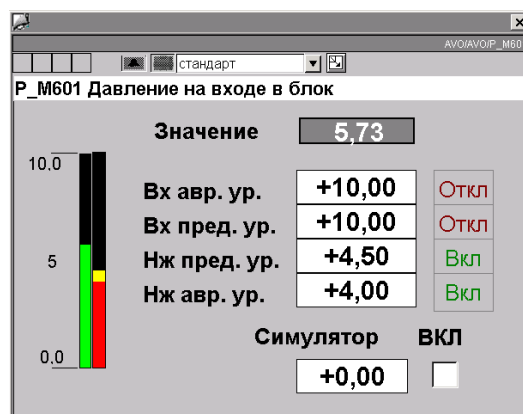 AVO/AVO/P_M60
стандарт
P_M601 Давление на входе в блок
Значение 5,73
10.0
Вх авр. ур. +10,00 Откл
Вх пред. ур. +10,00 Откл
5 Нж пред. ур. +4,50 Вкл
Нж авр. ур. +4,00 Вкл
Симулятор ВКЛ
0.0
+0,00